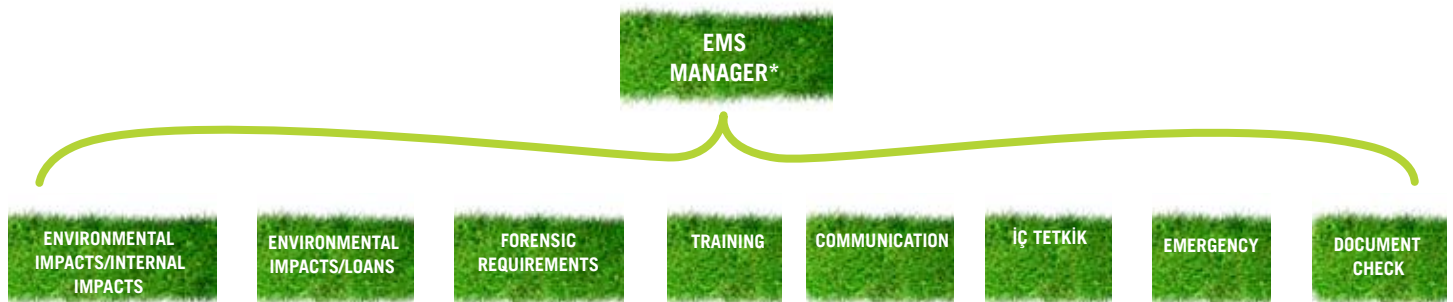 EMS
MANAGER*
ENVIRONMENTAL
IMPACTS/INTERNAL
IMPACTS
ENVIRONMENTAL
IMPACTS/LOANS
FORENSIC
REQUIREMENTS
TRAINING
COMMUNICATION
İÇ TETKİK
EMERGENCY
DOCUMENT
CHECK